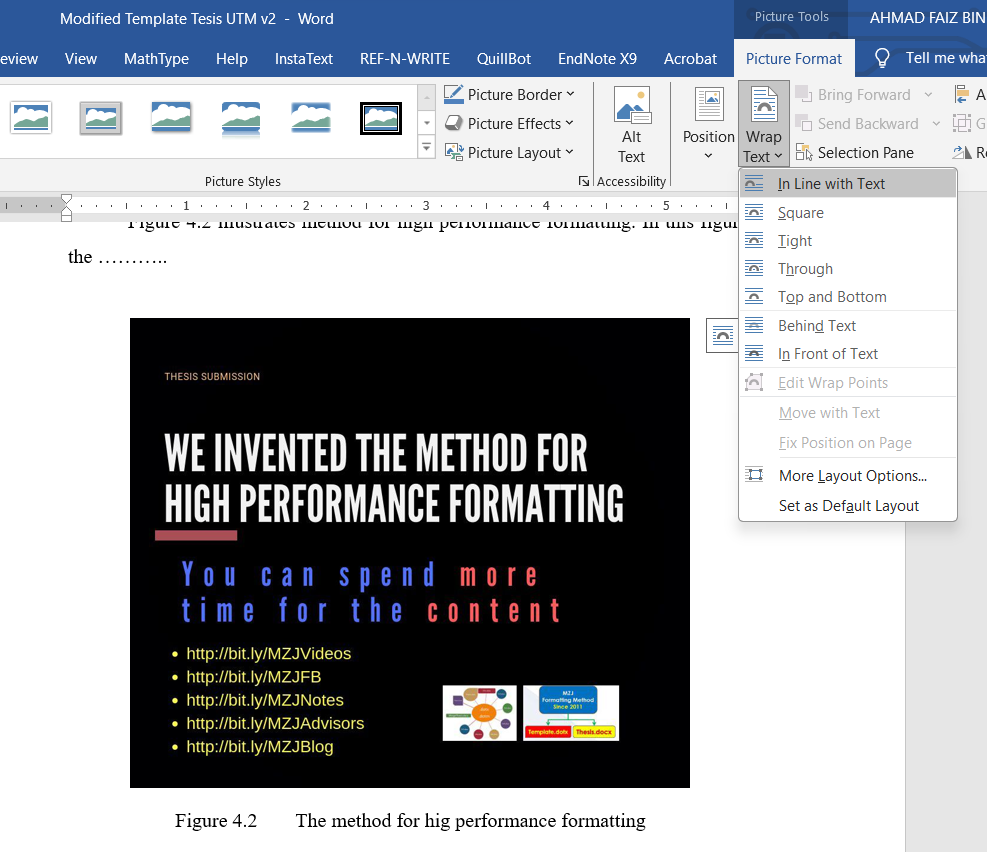 Modified Template Tesis UTM v2 - Word
Picture Tools
AHMAD FAIZ BIN
eview View MathType Help InstaText REF-N-WRITE QuillBot EndNote X9 Acrobat Picture Format Tell me what
Picture Border
Picture Effects
Picture Layout
Alt
Text
Position
Wrap
Text
Bring Forward
Send Backward
Selection Pane
A
G
R
Picture Styles
Accessibility
1 2 3 4 5
In Line with Text
Square
Tight
Through
Top and Bottom
Behind Text
In Front of Text
Edit Wrap Points
Move with Text
Fix Position on Page
More Layout Options...
Set as Default Layout
Figure 4.2 illustrates method for high performance formatting. In this figu
the ………..
THESIS SUBMISSION
WE INVENTED THE METHOD FOR
HIGH PERFORMANCE FORMATTING
You can spend more
time for the content
• http://bit.ly/MZJVideos
• http://bit.ly/MZJFB
• http://bit.ly/MZJNotes
• http://bit.ly/MZJAdvisors
• http://bit.ly/MZJBlog
MZJ
Formatting Method
Since 2011
Template.dotx
Thesis.docx
Figure 4.2 The method for hig performance formatting